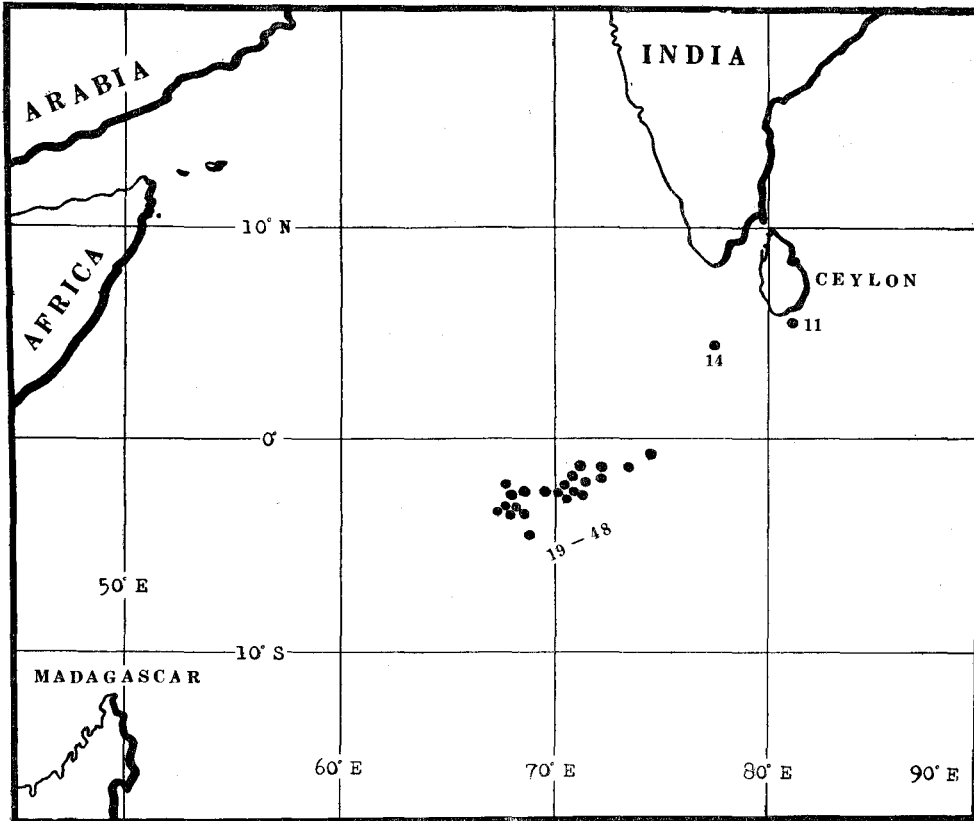 ARABIA
INDIA
10° N
AFRICA
CEYLON
11
14
0°
19 – 48
50° E
10° S
MADAGASCAR
60° E
70° E
80° E
90° E